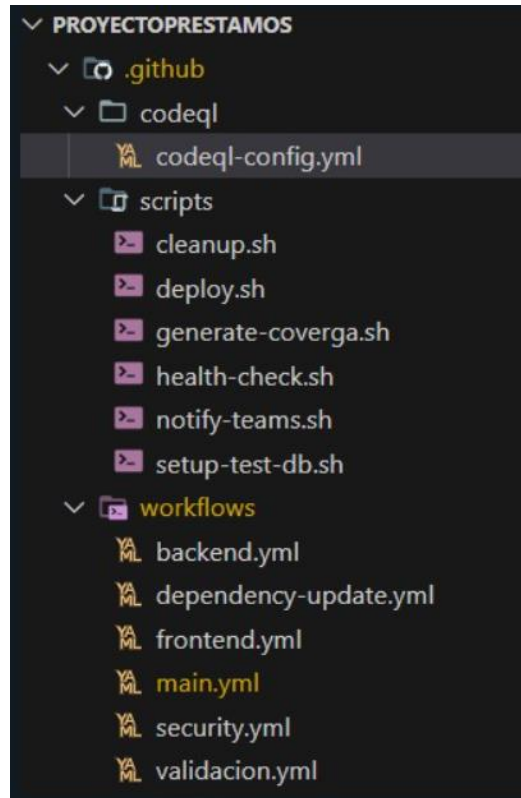 PROYECTOPRESTAMOS
.github
codeql
codeql-config.yml
scripts
cleanup.sh
deploy.sh
generate-coverga.sh
health-check.sh
notify-teams.sh
setup-test-db.sh
workflows
backend.yml
dependency-update.yml
frontend.yml
main.yml
security.yml
validacion.yml